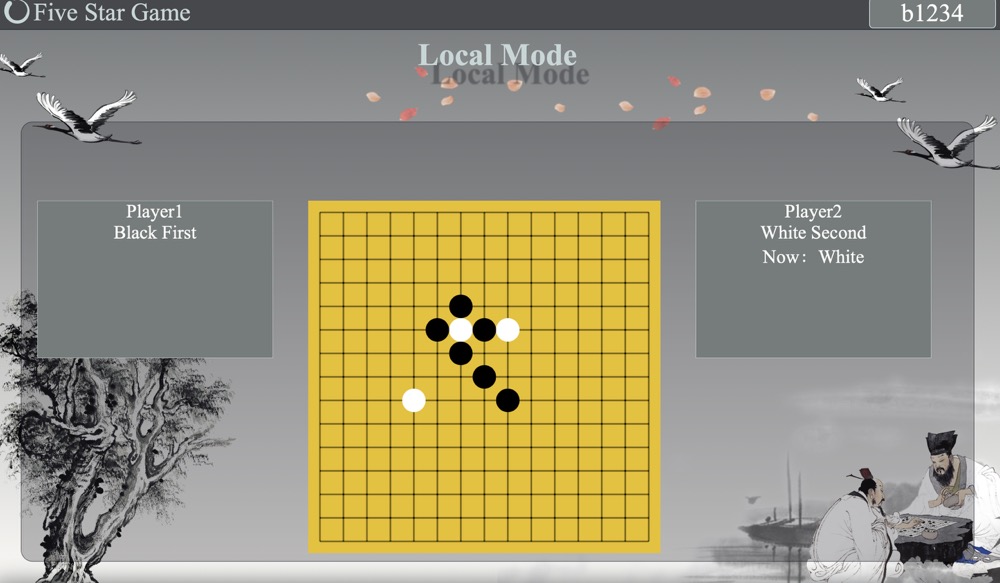 Five Star Game
b1234
Local Mode
Player1
Black First
Player2
White Second
Now： White